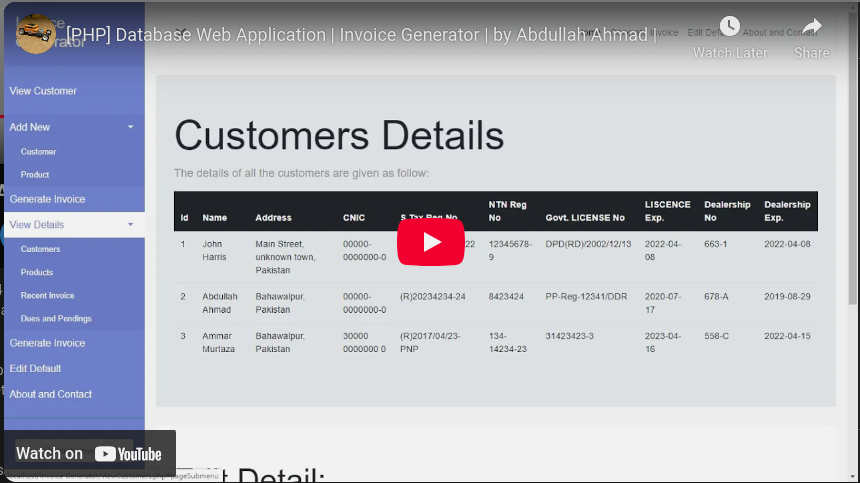 [PHP] Database Web Application | Invoice Generator | by Abdullah Ahmad |
Invoice
Edit
About and Contact
Watch Later
Share
View Customer
Add New
Customer
Product
Generate Invoice
View Details
Customers
Products
Recent Invoice
Dues and Pendings
Generate Invoice
Edit Default
About and Contact
Customers Details
The details of all the customers are given as follow:
Id Name Address CNIC S.Tax Reg No NTN Reg No Govt. LICENSE No LISCENCE Exp. Dealership No Dealership Exp.
1 John Harris Main Street, unknown town, Pakistan 00000-0000000-0 22 12345678-9 DPD(RD)/2002/12/13 2022-04-08 663-1 2022-04-08
2 Abdullah Ahmad Bahawalpur, Pakistan 00000-0000000-0 (R)20234234-24 8423424 PP-Reg-12341/DDR 2020-07-17 678-A 2019-08-29
3 Ammar Murtaza Bahawalpur, Pakistan 30000 0000000 0 (R)2017/04/23-PNP 134-14234-23 31423423-3 2023-04-16 558-C 2022-04-15
Detail:
Watch on YouTube